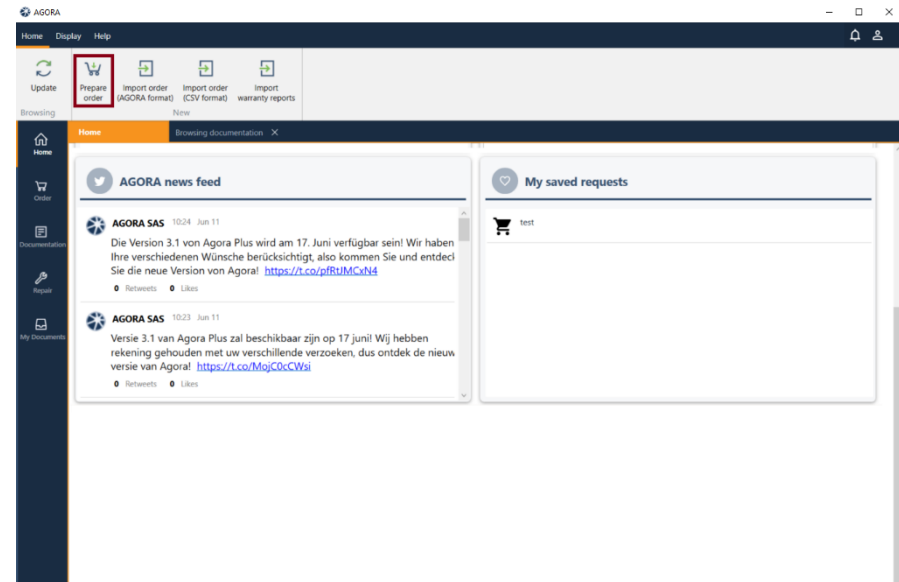 AGORA
Home Display Help
Update
Prepare
order
Import order
(AGORA format)
Import order
(CSV format)
Import
warranty reports
Browsing
New
Home
Order
Documentation
Repair
My Documents
Home
Browsing documentation
AGORA news feed
AGORA SAS 10:24 Jun 11
Die Version 3.1 von Agora Plus wird am 17. Juni verfügbar sein! Wir haben
Ihre verschiedenen Wünsche berücksichtigt, also kommen Sie und entdeck
Sie die neue Version von Agora! https://t.co/pfRtJMCxN4
0 Retweets 0 Likes
AGORA SAS 10:23 Jun 11
Versie 3.1 van Agora Plus zal beschikbaar zijn op 17 juni! Wij hebben
rekening gehouden met uw verschillende verzoeken, dus ontdek de nieuw
versie van Agora! https://t.co/MojC0cCWsi
0 Retweets 0 Likes
My saved requests
test